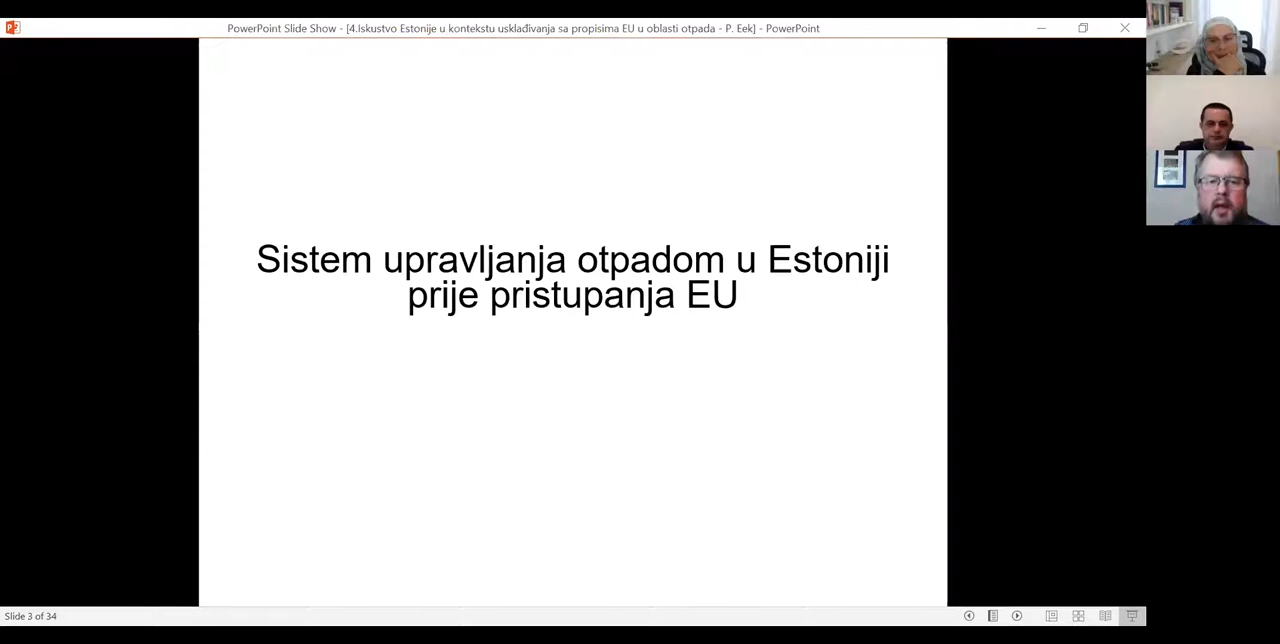 PowerPoint Slide Show - [4.Iskustvo Estonije u kontekstu usklađivanja sa propisima EU u oblasti otpada - P. Eek] - PowerPoint
Sistem upravljanja otpadom u Estoniji
prije pristupanja EU
Slide 3 of 34